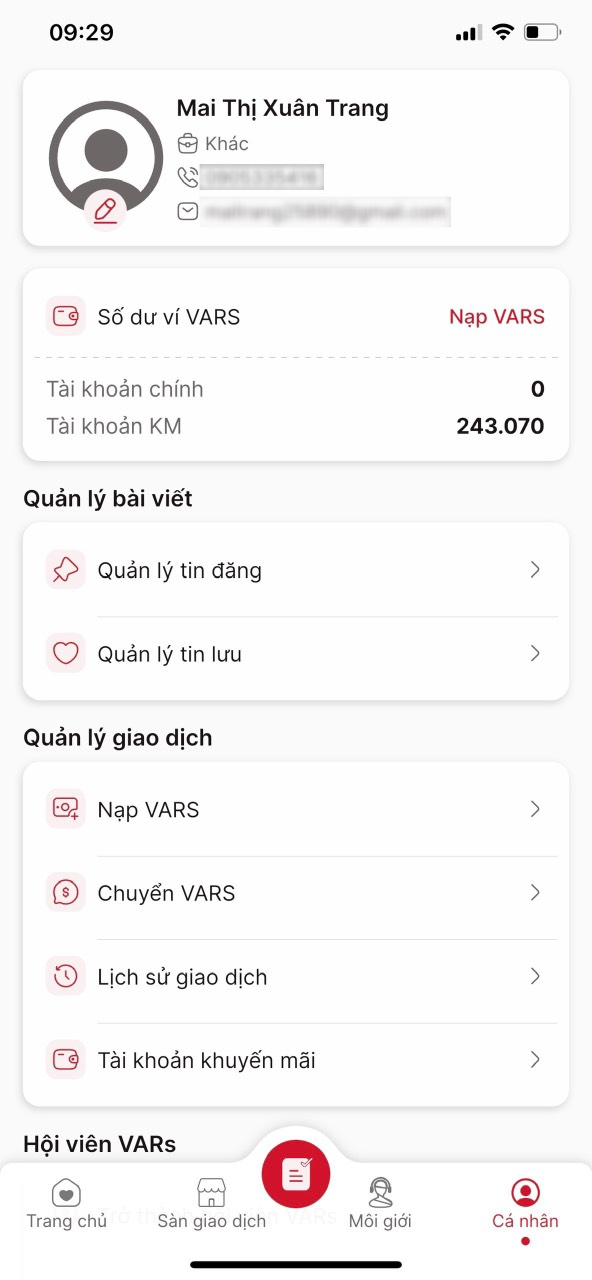 09:29
Mai Thị Xuân Trang
Khác
Số dư ví VARS
Nạp VARS
Tài khoản chính
0
Tài khoản KM
243.070
Quản lý bài viết
Quản lý tin đăng
Quản lý tin lưu
Quản lý giao dịch
Nạp VARS
Chuyển VARS
Lịch sử giao dịch
Tài khoản khuyến mãi
Hội viên VARs
Trang chủ
Sàn giao dịch
Môi giới
Cá nhân